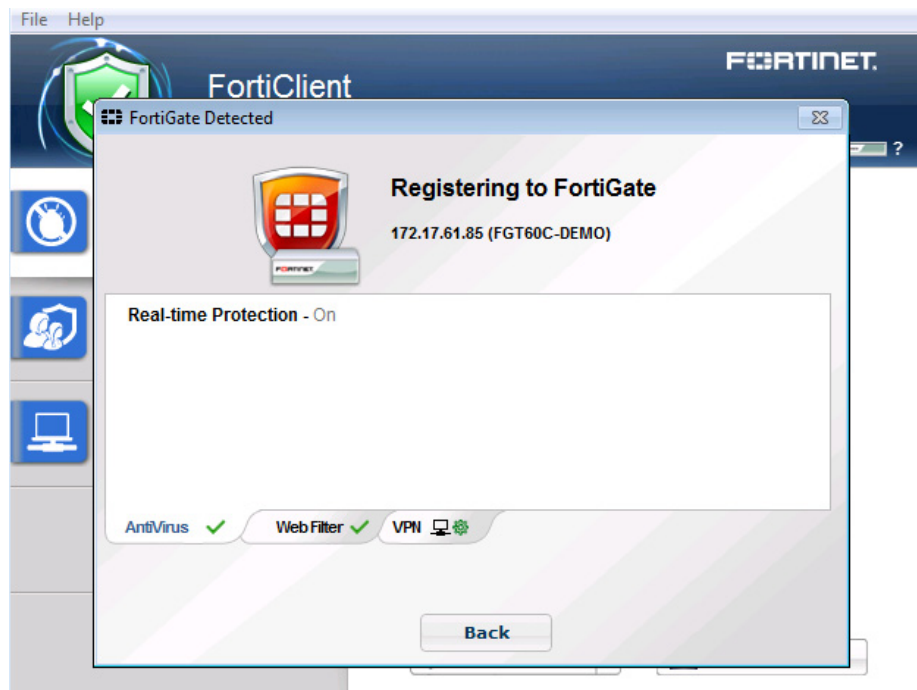 File Help
FORTINET.
FortiClient
FortiGate Detected
?
Registering to FortiGate
172.17.61.85 (FGT60C-DEMO)
FORTINET
Real-time Protection - On
AntiVirus Web Filter VPN
Back